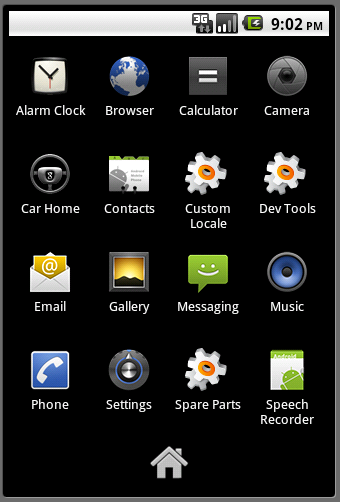 3G 9:02 PM
Alarm Clock Browser Calculator Camera
Car Home Contacts Custom Locale Dev Tools
Email Gallery Messaging Music
Phone Settings Spare Parts Speech Recorder